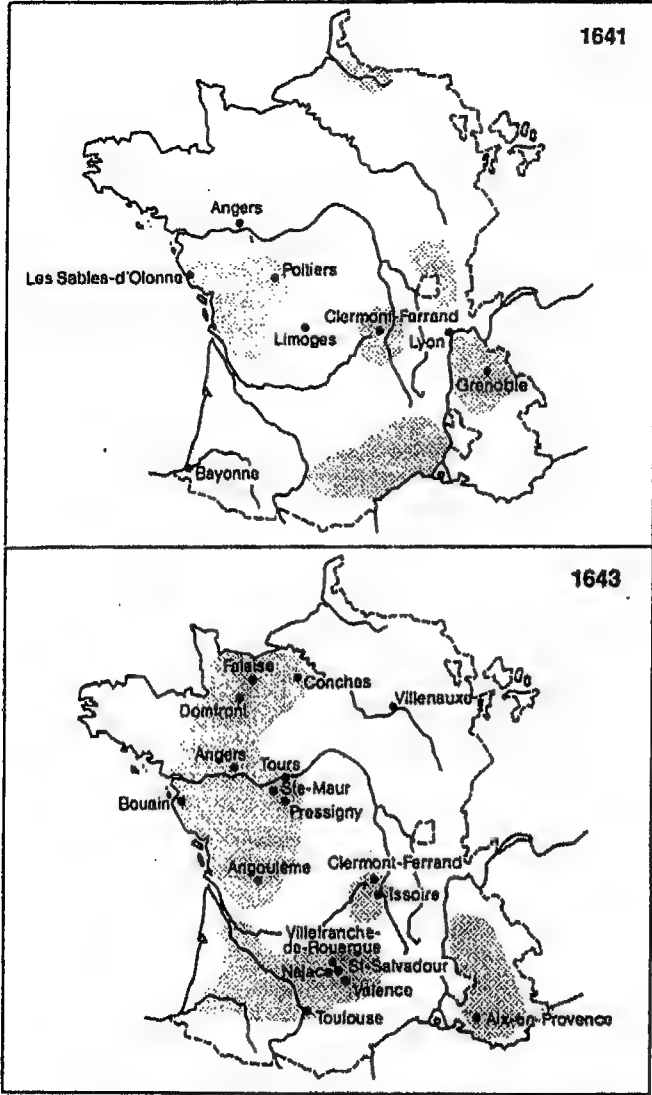 1641
Angers
Les Sables-d'Olonne
Poitiers
Clermont-Ferrand
Limoges
Lyon
Grenoble
Bayonne
1643
Falaise
Conches
Domfront
Villenauxe
Angers
Tours
Ste-Maur
Bouain
Pressigny
Angoulême
Clermont-Ferrand
Issoire
Villefranche-
de-Rouergue
St-Salvadour
Najac
Valence
Toulouse
Aix-en-Provence